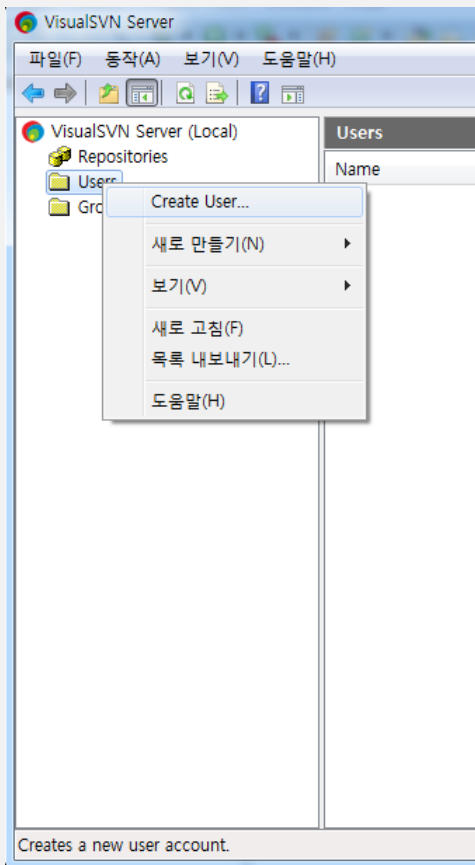 VisualSVN Server
파일(F) 동작(A) 보기(V) 도움말(H)
VisualSVN Server (Local)
Repositories
Users
Gro
Users
Name
Create User...
새로 만들기(N)
보기(V)
새로 고침(F)
목록 내보내기(L)...
도움말(H)
Creates a new user account.